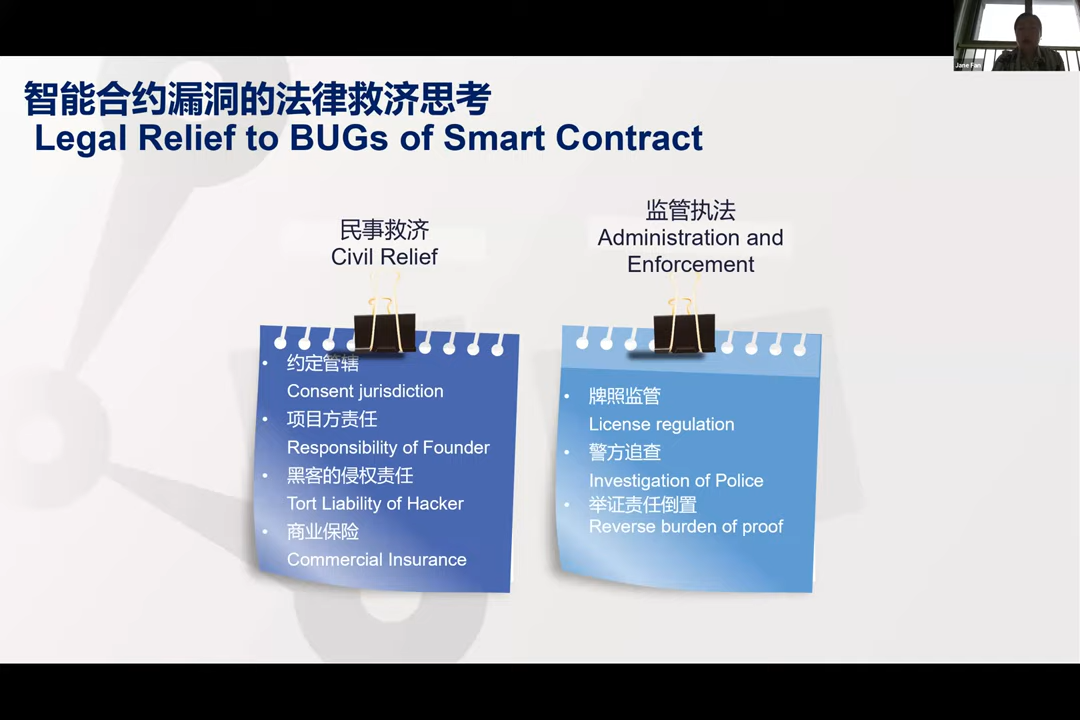 智能合约漏洞的法律救济思考
Legal Relief to BUGs of Smart Contract
民事救济
Civil Relief
• 约定管辖
Consent jurisdiction
• 项目方责任
Responsibility of Founder
• 黑客的侵权责任
Tort Liability of Hacker
• 商业保险
Commercial Insurance
监管执法
Administration and
Enforcement
• 牌照监管
License regulation
• 警方追查
Investigation of Police
• 举证责任倒置
Reverse burden of proof
Jane Fan